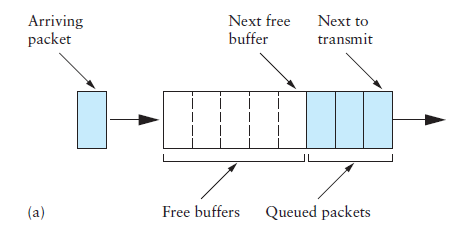 Arriving
packet
Next free
buffer
Next to
transmit
(a)
Free buffers
Queued packets